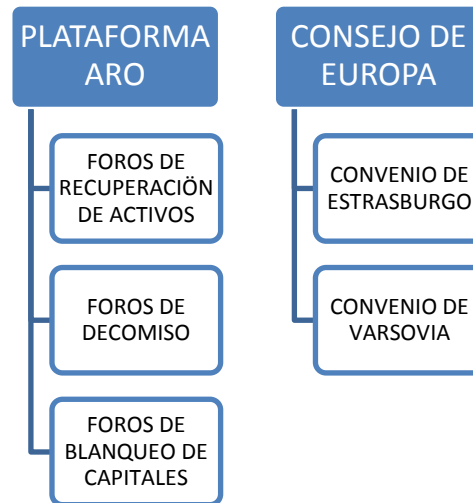 PLATAFORMA
ARO
FOROS DE
RECUPERACIÖN
DE ACTIVOS
FOROS DE
DECOMISO
FOROS DE
BLANQUEO DE
CAPITALES
CONSEJO DE
EUROPA
CONVENIO DE
ESTRASBURGO
CONVENIO DE
VARSOVIA